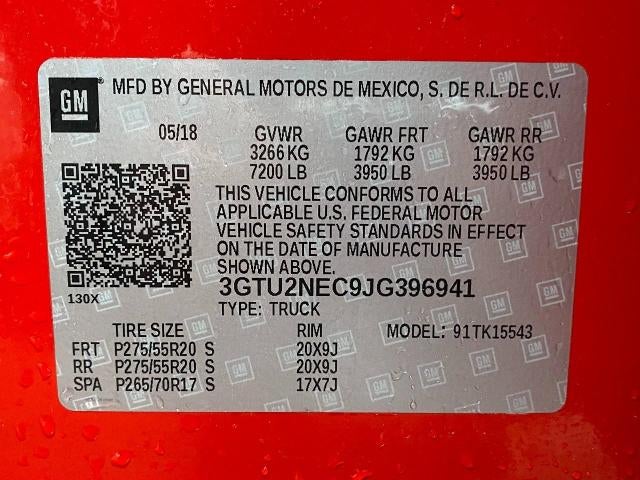 GM
MFD BY GENERAL MOTORS DE MEXICO, S. DE R.L. DE C.V.
05/18 GVWR GAWR FRT GAWR RR
3266 KG 1792 KG 1792 KG
7200 LB 3950 LB 3950 LB
THIS VEHICLE CONFORMS TO ALL
APPLICABLE U.S. FEDERAL MOTOR
VEHICLE SAFETY STANDARDS IN EFFECT
ON THE DATE OF MANUFACTURE
SHOWN ABOVE.
130X
3GTU2NEC9JG396941
TYPE: TRUCK
TIRE SIZE RIM MODEL: 91TK15543
FRT P275/55R20 S 20X9J
RR P275/55R20 S 20X9J
SPA P265/70R17 S 17X7J